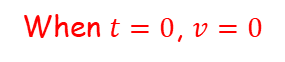 When t = 0, v = 0